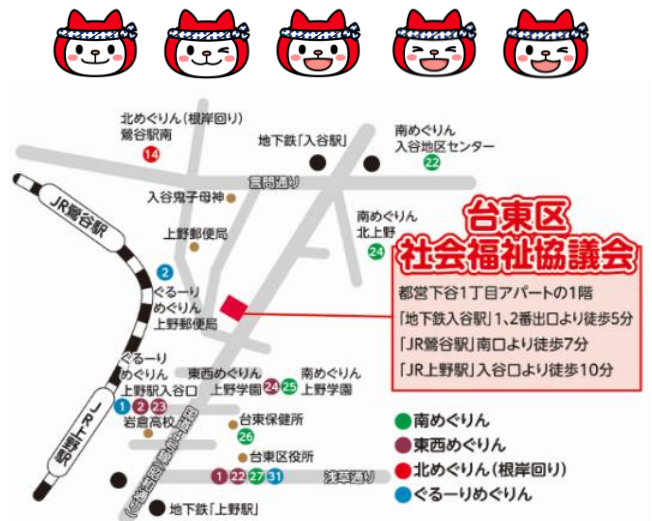 北めぐりん(根岸回り)
鶯谷駅南
14
地下鉄「入谷駅」
南めぐりん
入谷地区センター
22
言問通り
JR鶯谷駅
入谷鬼子母神
上野郵便局
南めぐりん
北上野
24
2
ぐるーり
めぐりん
上野郵便局
台東区
社会福祉協議会
都営下谷1丁目アパートの1階
「地下鉄入谷駅」1、2番出口より徒歩5分
「JR鶯谷駅」南口より徒歩7分
「JR上野駅」入谷口より徒歩10分
ぐるーり
めぐりん
上野駅入谷口
1 2 23
東西めぐりん
上野学園
24 25
南めぐりん
上野学園
岩倉高校
台東保健所
26
台東区役所
1 22 27 31
浅草通り
JR上野駅
地下鉄「上野駅」
南めぐりん
東西めぐりん
北めぐりん(根岸回り)
ぐるーりめぐりん